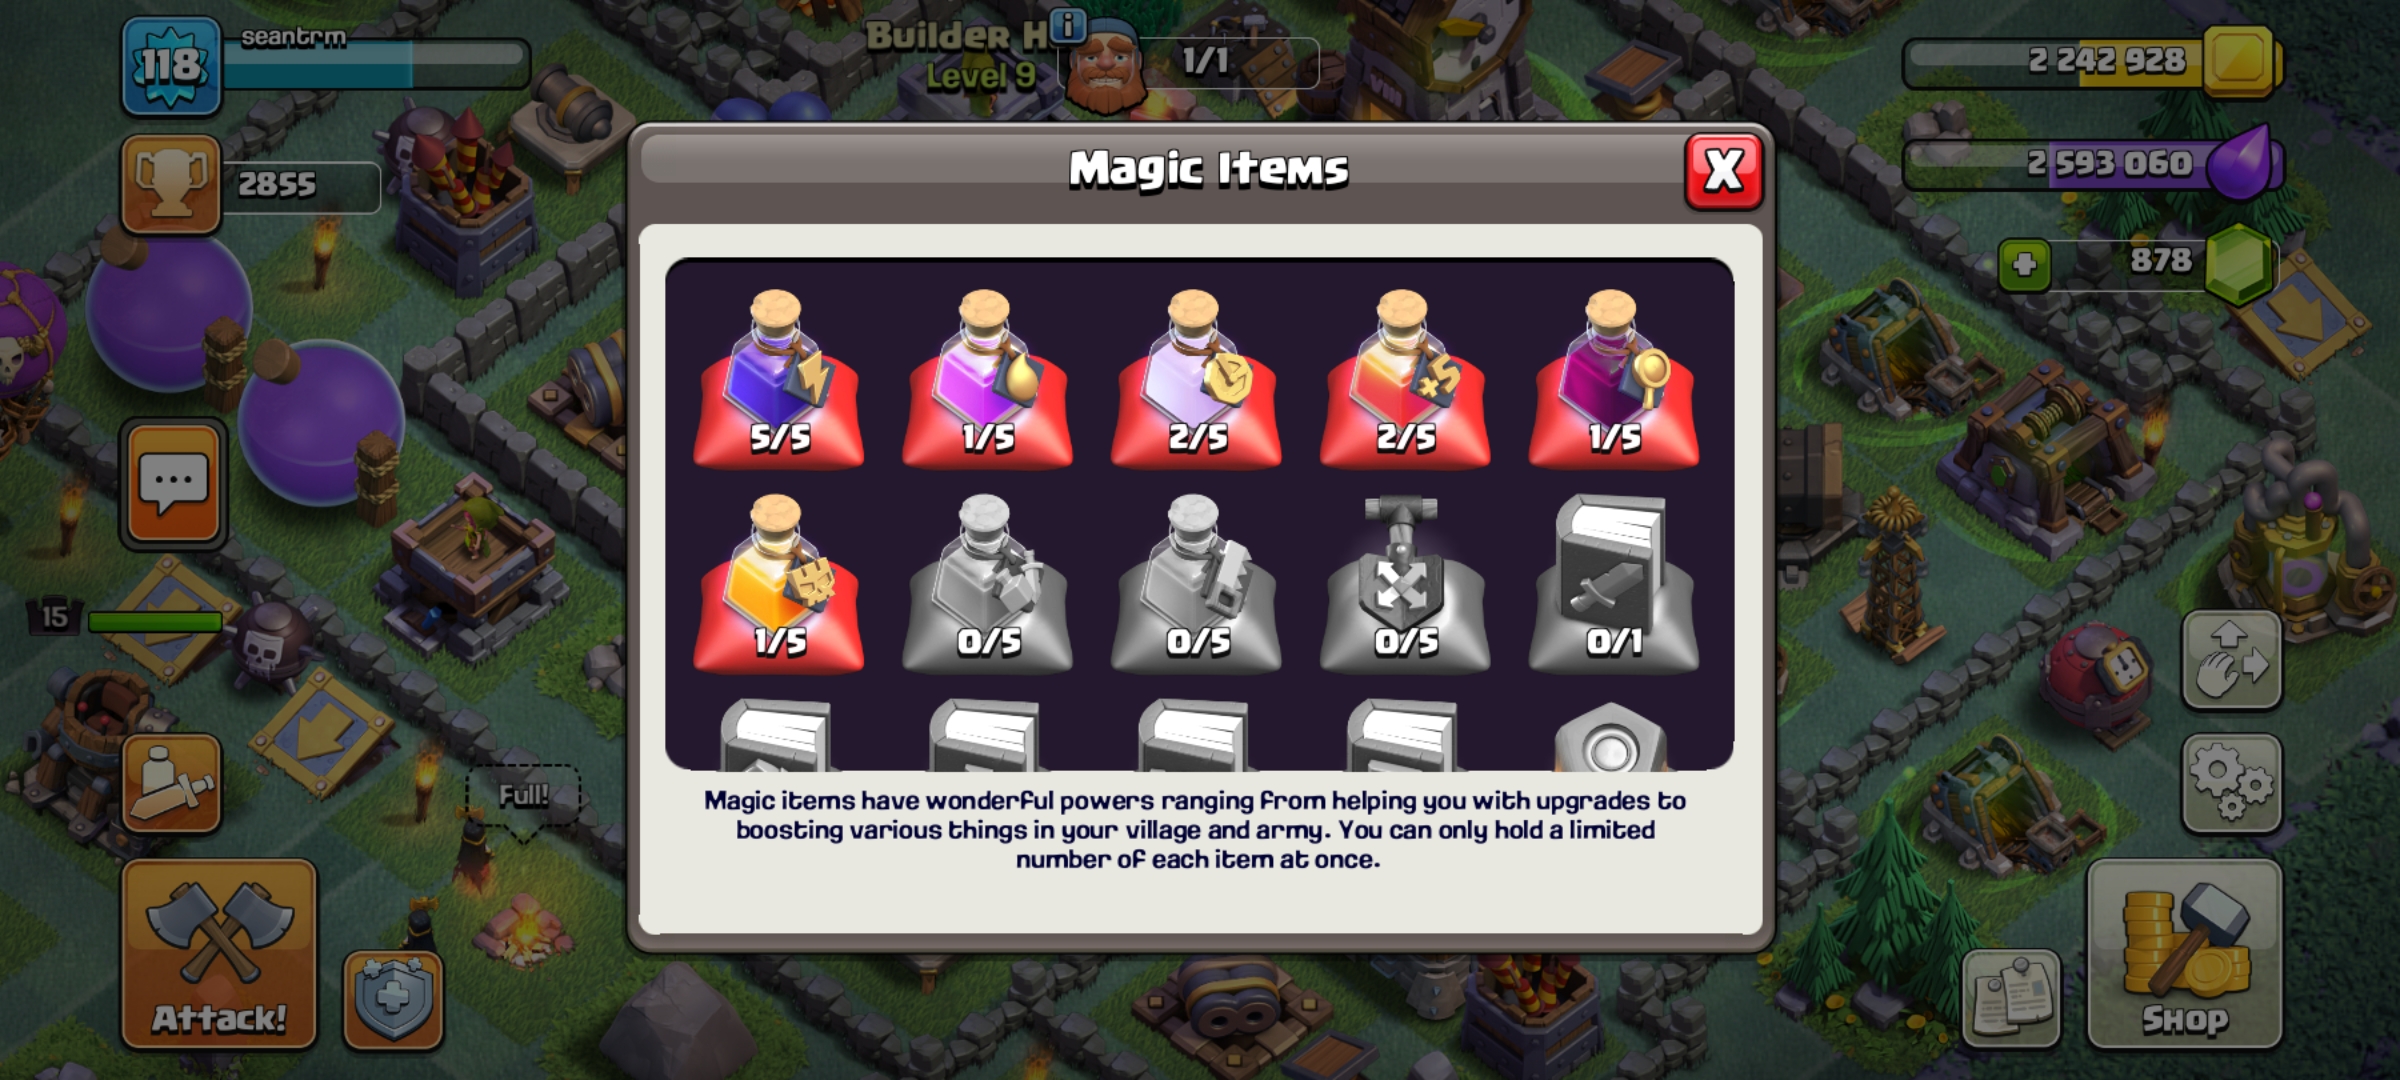 118
seantrm
Builder H
Level 9
i
1/1
2 242 928
2855
2 593 060
878
Magic Items
X
5/5
1/5
2/5
x5
2/5
1/5
1/5
0/5
0/5
0/5
0/1
15
Full!
Magic items have wonderful powers ranging from helping you with upgrades to
boosting various things in your village and army. You can only hold a limited
number of each item at once.
Attack!
Shop